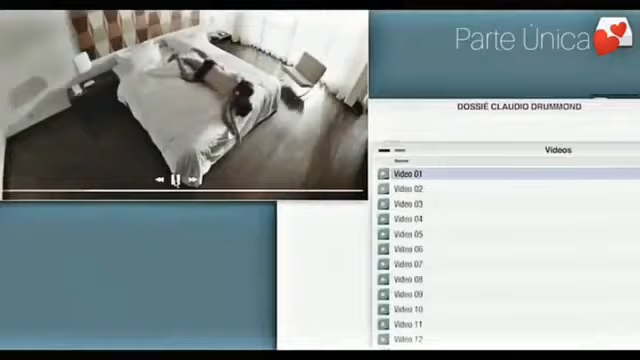 Parte Única
DOSSIÊ CLAUDIO DRUMMOND
Videos
Video 01
Video 02
Video 03
Video 04
Video 05
Video 06
Video 07
Video 08
Video 09
Video 10
Video 11
Video 12